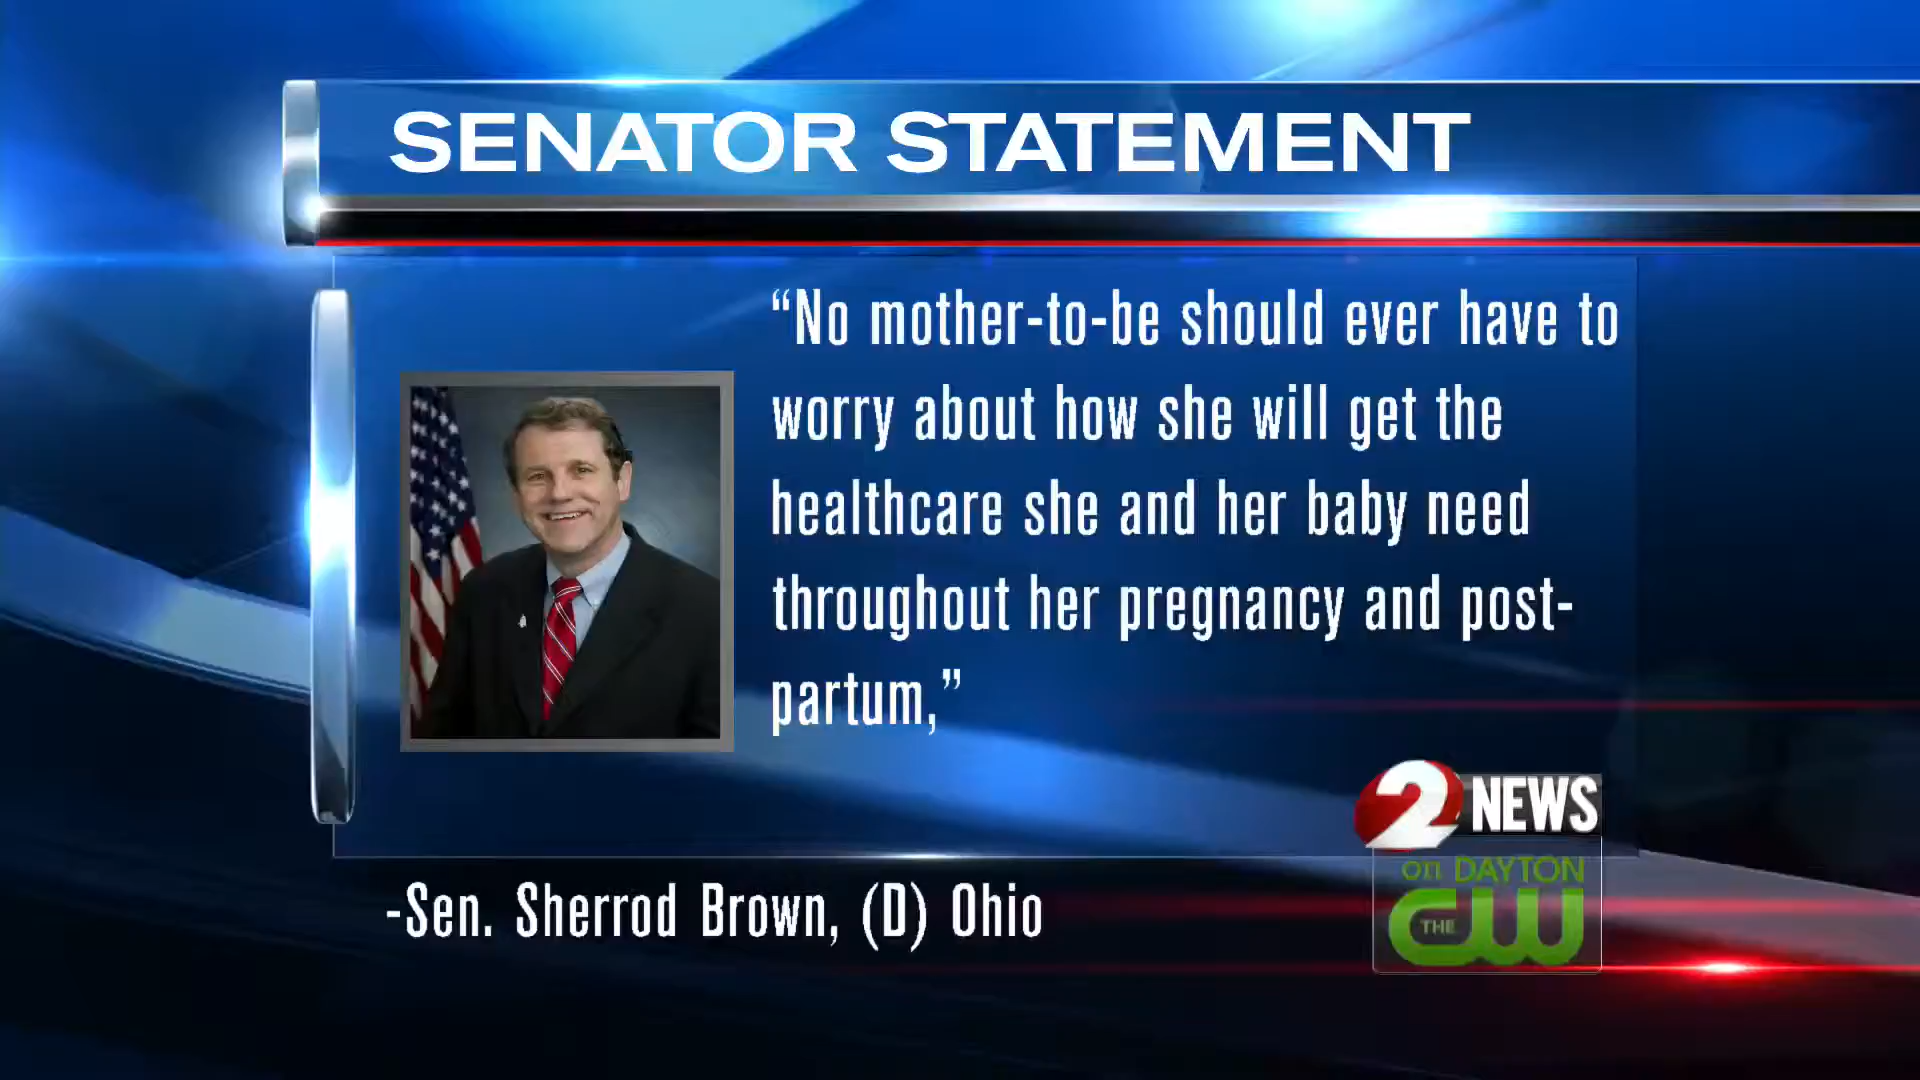 SENATOR STATEMENT
“No mother-to-be should ever have to
worry about how she will get the
healthcare she and her baby need
throughout her pregnancy and post-
partum,”
-Sen. Sherrod Brown, (D) Ohio
2 NEWS
on DAYTON
THE CW